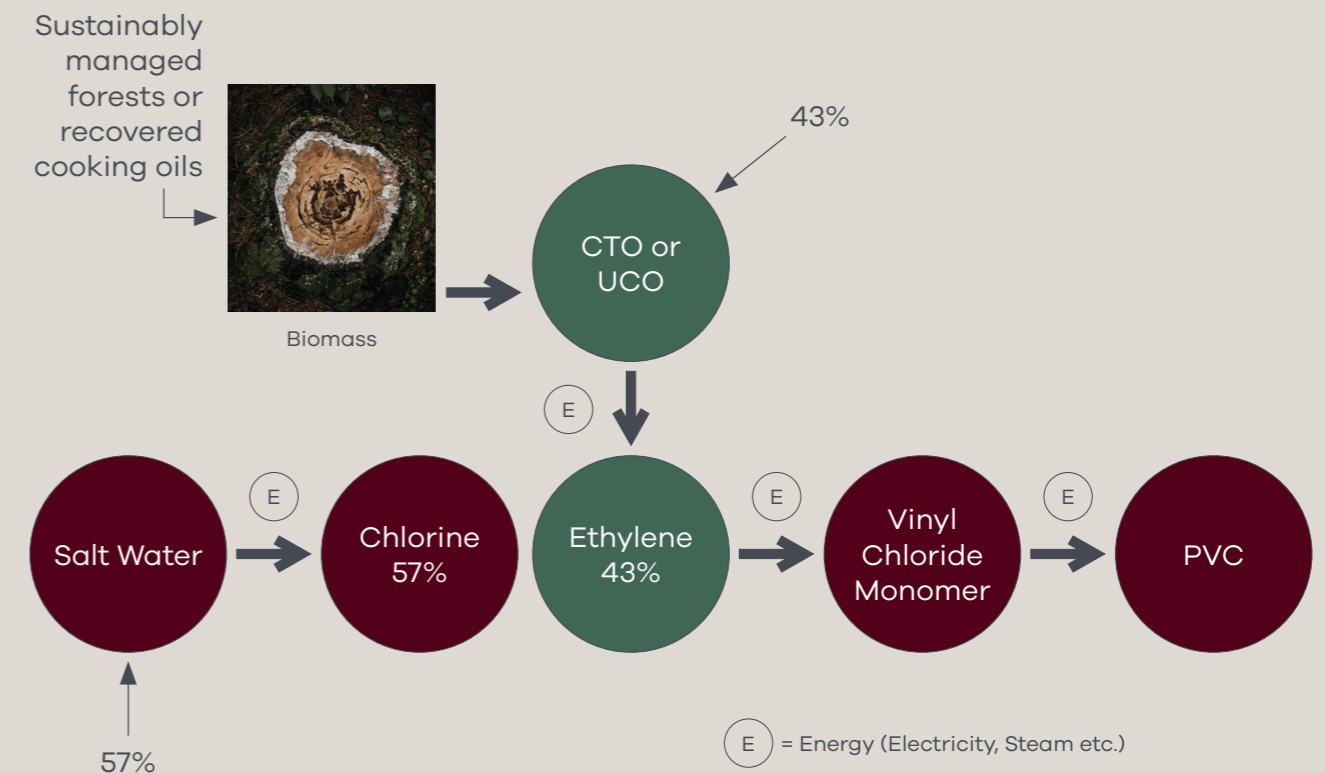 Sustainably
managed
forests or
recovered
cooking oils
Biomass
43%
CTO or
UCO
E
Salt Water
E
Chlorine
57%
Ethylene
43%
E
Vinyl
Chloride
Monomer
E
PVC
57%
E = Energy (Electricity, Steam etc.)